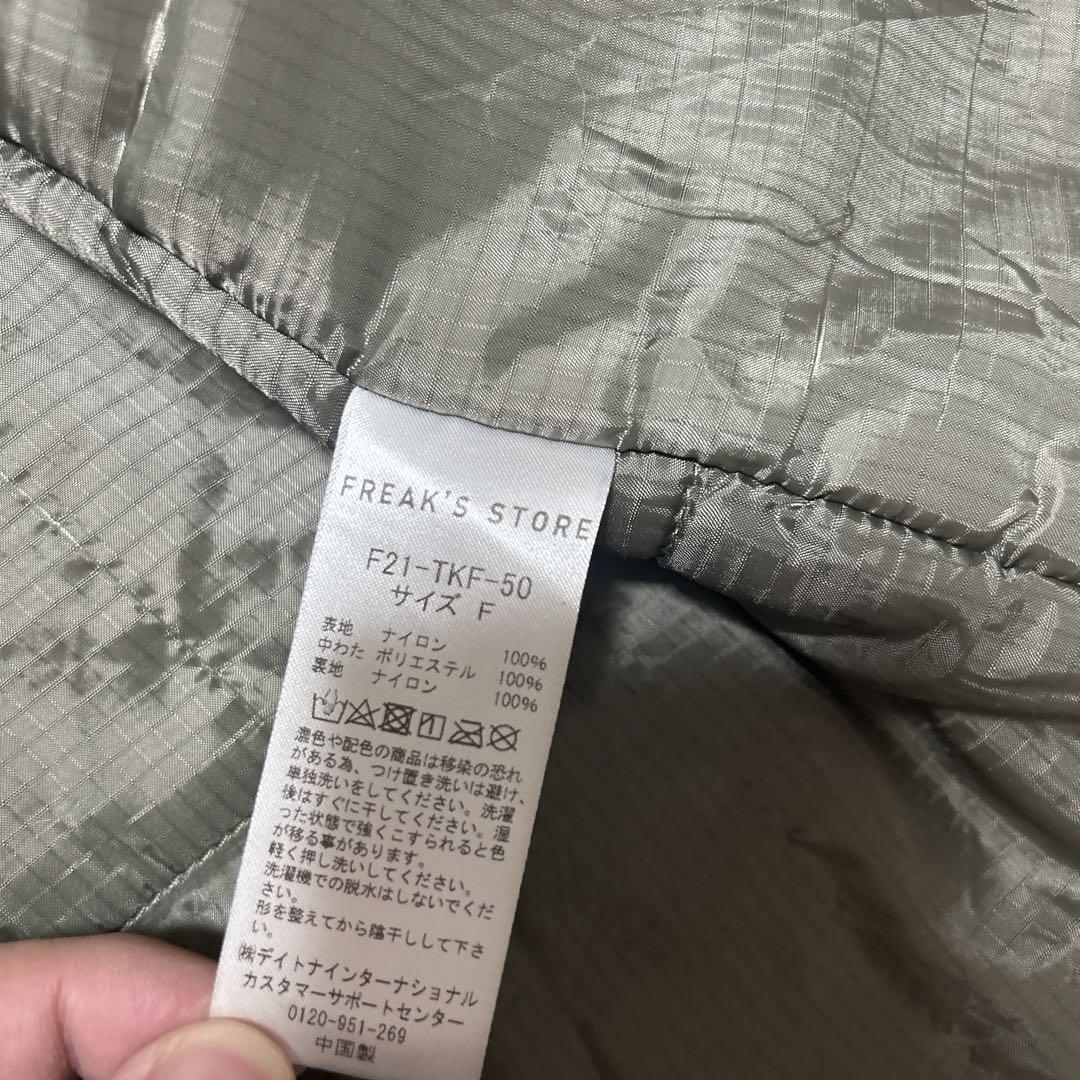 FREAK'S STORE
F21-TKF-50
サイズ F
表地 ナイロン 100%
中わた ポリエステル 100%
裏地 ナイロン 100%
濃色や配色の商品は移染の恐れ
がある為、つけ置き洗いは避け、
単独洗いをしてください。洗濯
後はすぐに干してください。湿
った状態で強くこすられると色
が移る事があります。
軽く押し洗いしてください。
洗濯機での脱水はしないでくだ
さい。
形を整えてから陰干しして下さ
い。
㈱デイトナインターナショナル
カスタマーサポートセンター
0120-951-269
中国製